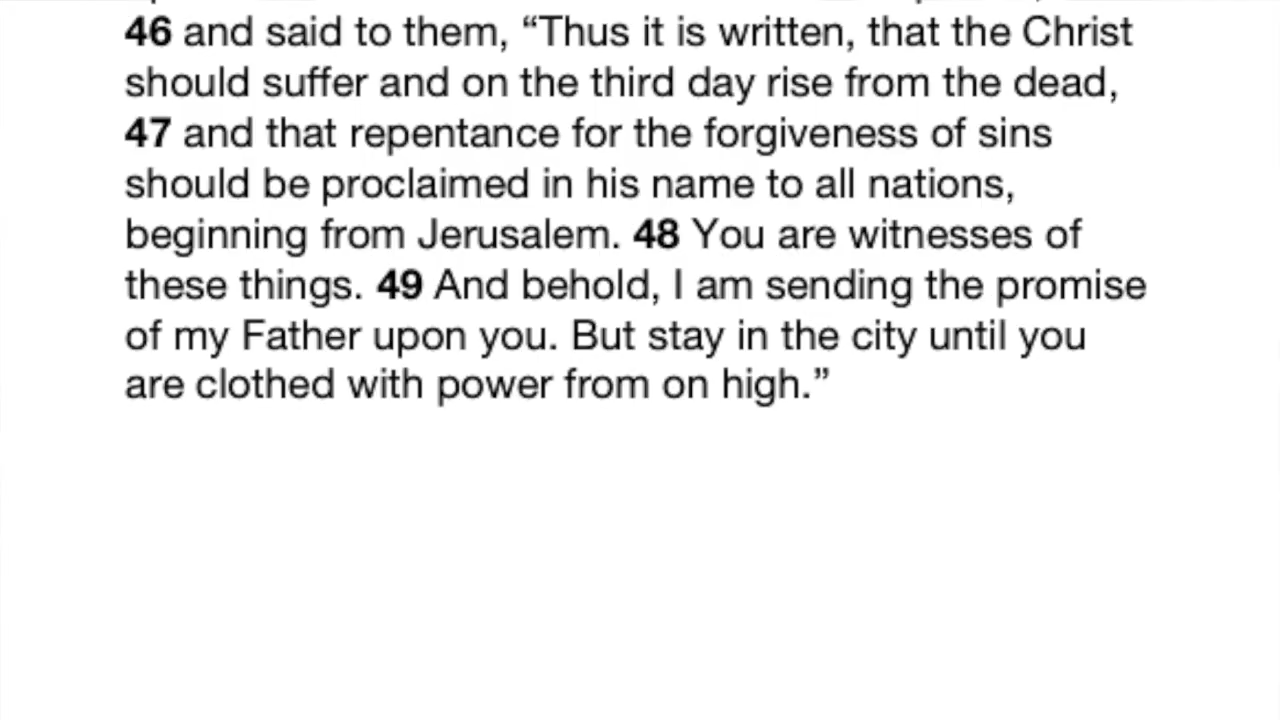 46 and said to them, “Thus it is written, that the Christ
should suffer and on the third day rise from the dead,
47 and that repentance for the forgiveness of sins
should be proclaimed in his name to all nations,
beginning from Jerusalem. 48 You are witnesses of
these things. 49 And behold, I am sending the promise
of my Father upon you. But stay in the city until you
are clothed with power from on high.”